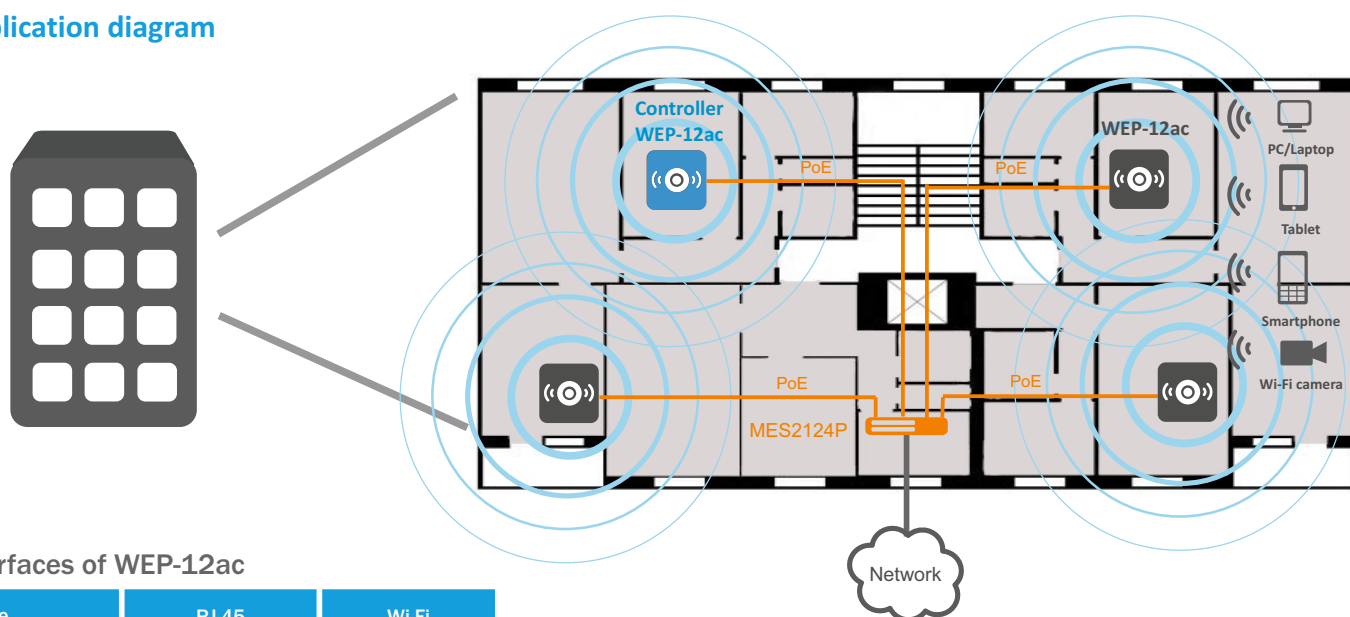 plication diagram
Controller
WEP-12ac
WEP-12ac
PC/Laptop
PoE
PoE
Tablet
Smartphone
Wi-Fi camera
PoE
PoE
MES2124P
Network
rfaces of WEP-12ac